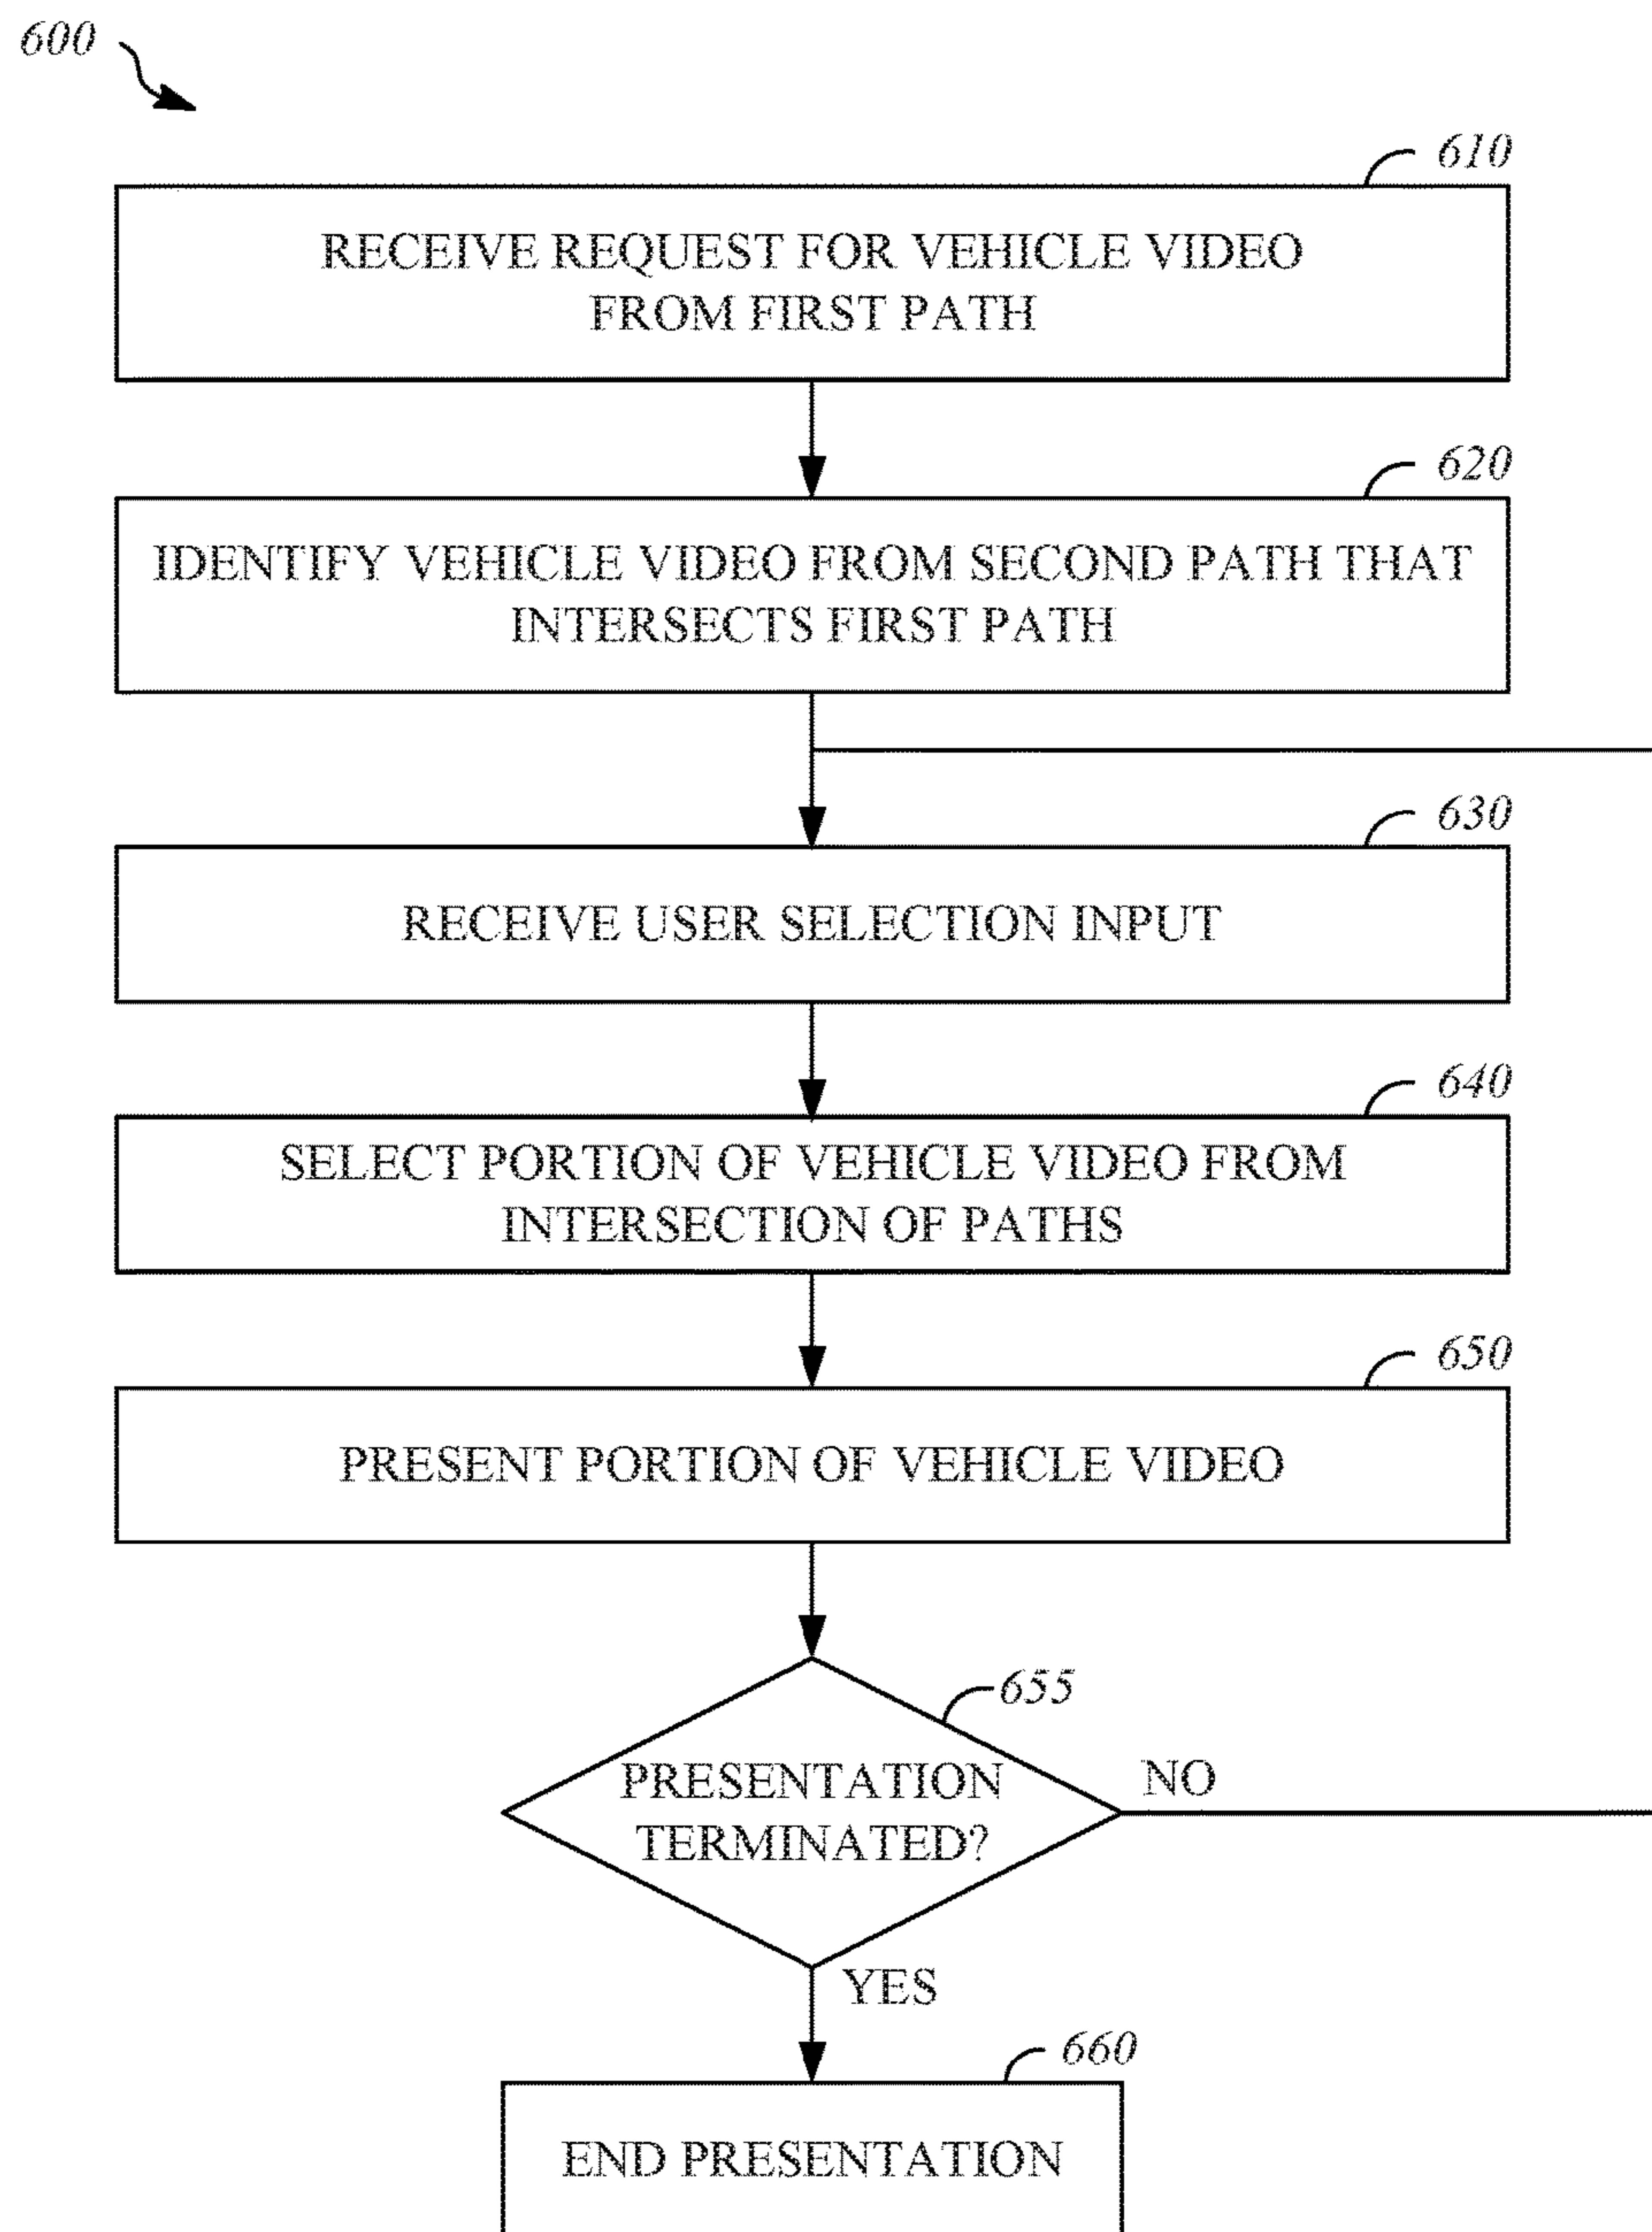 600
610
RECEIVE REQUEST FOR VEHICLE VIDEO
FROM FIRST PATH
620
IDENTIFY VEHICLE VIDEO FROM SECOND PATH THAT
INTERSECTS FIRST PATH
630
RECEIVE USER SELECTION INPUT
640
SELECT PORTION OF VEHICLE VIDEO FROM
INTERSECTION OF PATHS
650
PRESENT PORTION OF VEHICLE VIDEO
655
PRESENTATION
TERMINATED?
NO
YES
660
END PRESENTATION